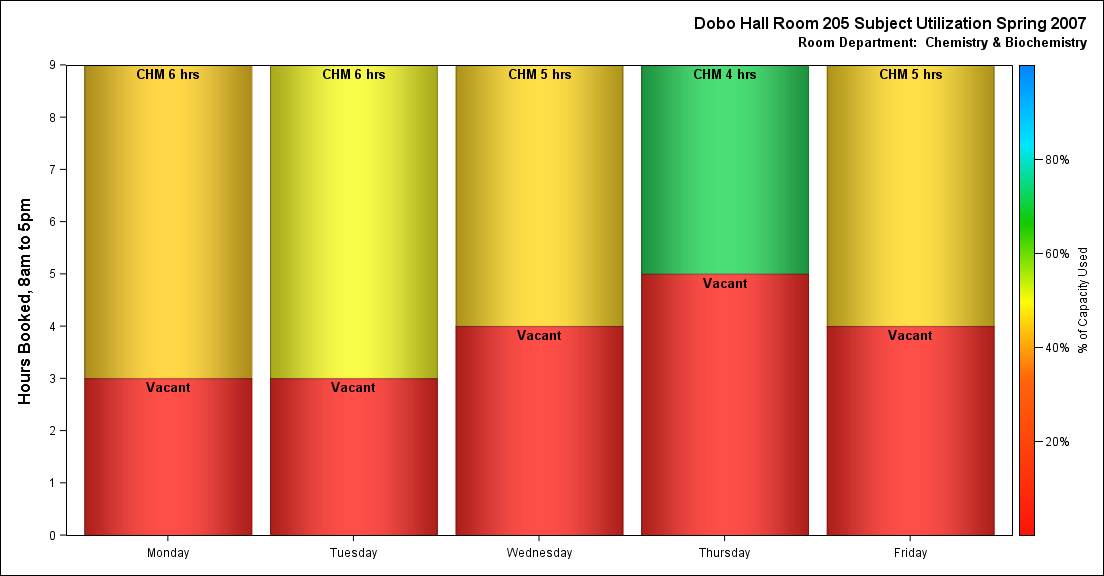 Dobo Hall Room 205 Subject Utilization Spring 2007
Room Department:  Chemistry & Biochemistry
Hours Booked, 8am to 5pm
9
8
7
6
5
4
3
2
1
0
CHM 6 hrs
Vacant
CHM 6 hrs
Vacant
CHM 5 hrs
Vacant
CHM 4 hrs
Vacant
CHM 5 hrs
Vacant
Monday
Tuesday
Wednesday
Thursday
Friday
80%
60%
40%
20%
% of Capacity Used